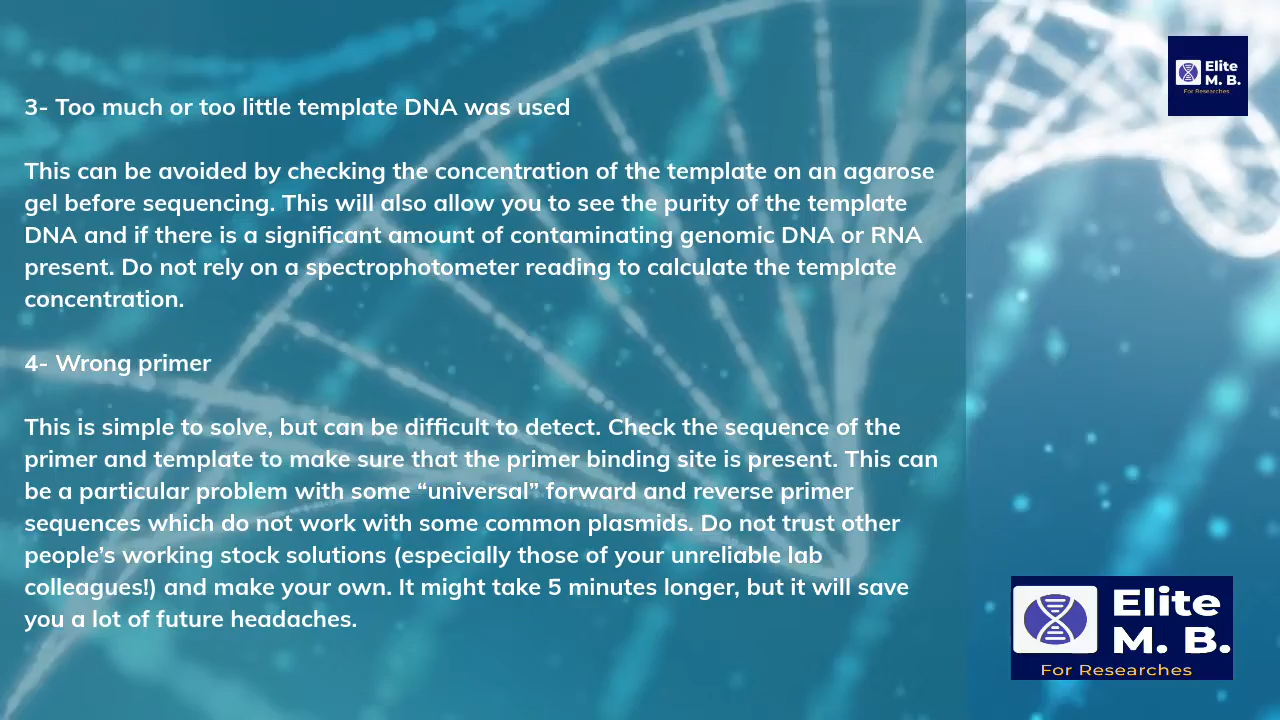 3- Too much or too little template DNA was used
This can be avoided by checking the concentration of the template on an agarose
gel before sequencing. This will also allow you to see the purity of the template
DNA and if there is a significant amount of contaminating genomic DNA or RNA
present. Do not rely on a spectrophotometer reading to calculate the template
concentration.
4- Wrong primer
This is simple to solve, but can be difficult to detect. Check the sequence of the
primer and template to make sure that the primer binding site is present. This can
be a particular problem with some “universal” forward and reverse primer
sequences which do not work with some common plasmids. Do not trust other
people’s working stock solutions (especially those of your unreliable lab
colleagues!) and make your own. It might take 5 minutes longer, but it will save
you a lot of future headaches.
Elite
M. B.
For Researches
Elite
M. B.
For Researches